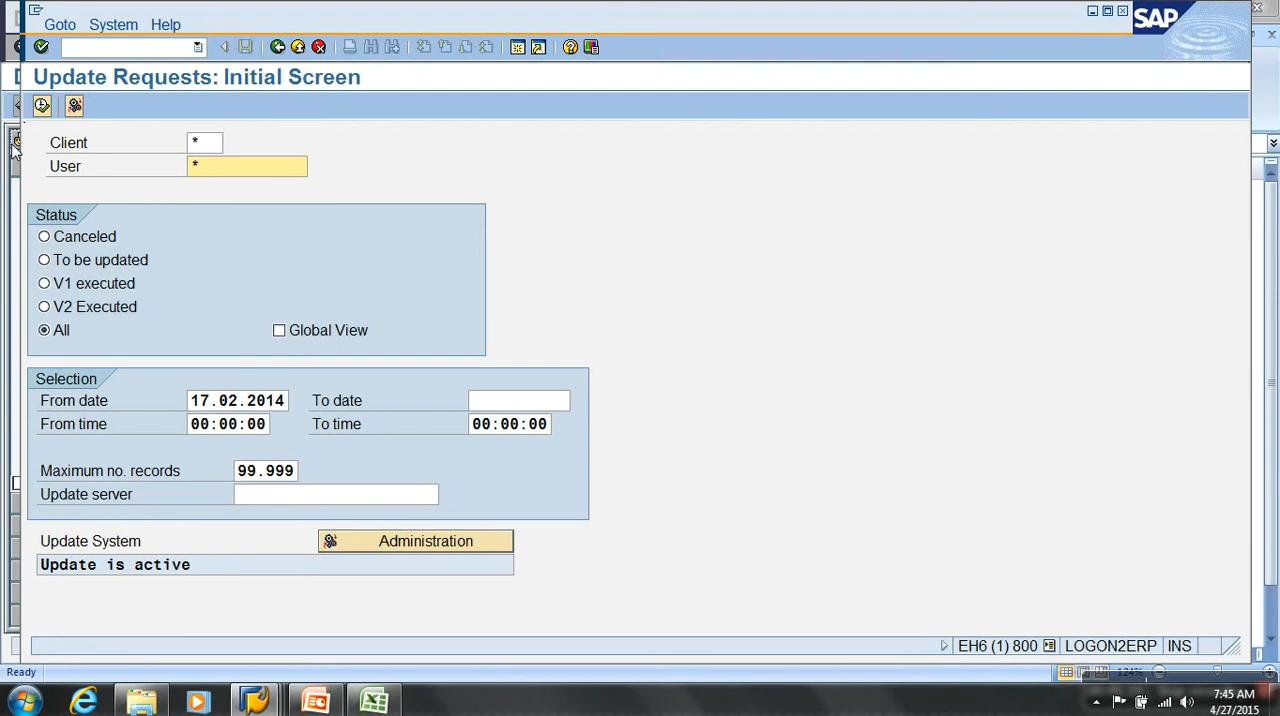 Goto System Help
SAP
Update Requests: Initial Screen
Client *
User *
Status
Canceled
To be updated
V1 executed
V2 Executed
All Global View
Selection
From date 17.02.2014 To date
From time 00:00:00 To time 00:00:00
Maximum no. records 99.999
Update server
Update System Administration
Update is active
EH6 (1) 800 LOGON2ERP INS
Ready 124%
7:45 AM
4/27/2015